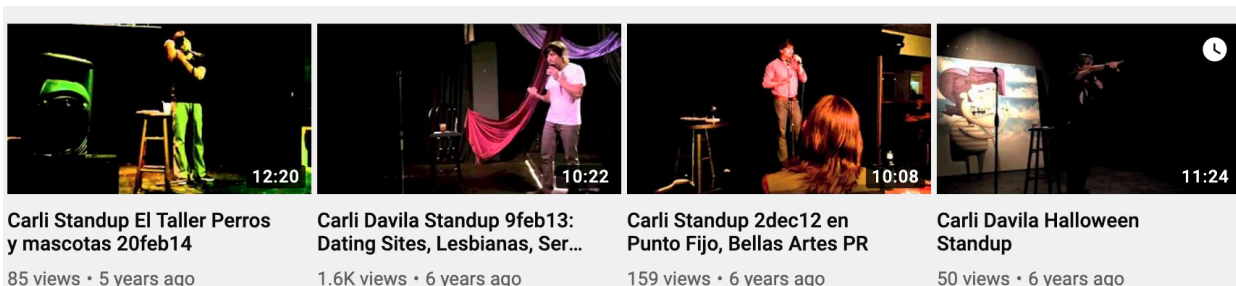 12:20
10:22
10:08
11:24
Carli Standup El Taller Perros
y mascotas 20feb14
85 views • 5 years ago
Carli Davila Standup 9feb13:
Dating Sites, Lesbianas, Ser...
1.6K views • 6 years ago
Carli Standup 2dec12 en
Punto Fijo, Bellas Artes PR
159 views • 6 years ago
Carli Davila Halloween
Standup
50 views • 6 years ago